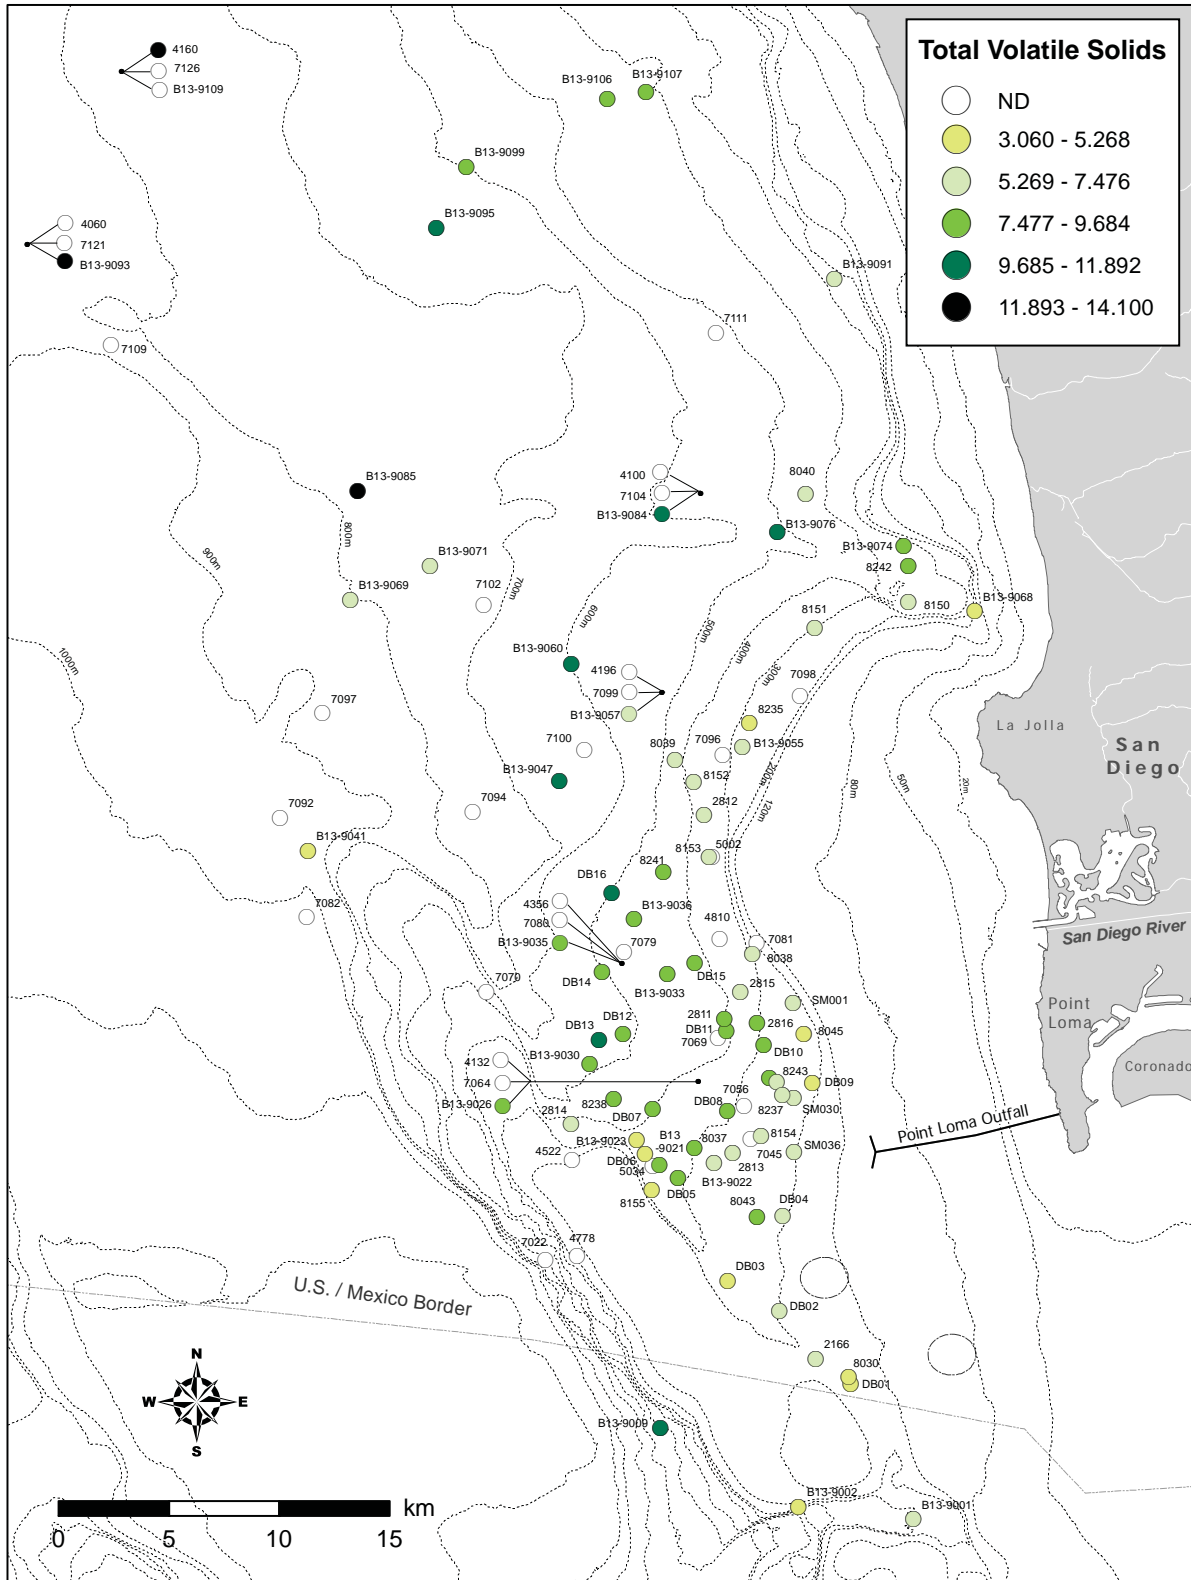 Total Volatile Solids
ND
3.060 - 5.268
5.269 - 7.476
7.477 - 9.684
9.685 - 11.892
11.893 - 14.100
4160
7126
B13-9109
B13-9106
B13-9107
B13-9099
B13-9095
4060
7121
B13-9093
B13-9091
7111
7109
B13-9085
4100
7104
B13-9084
8040
B13-9076
B13-9074
8242
800m
900m
B13-9071
B13-9069
7102
700m
600m
500m
400m
300m
8150
B13-9068
8151
1000m
B13-9060
4196
7099
B13-9057
7098
7097
8235
B13-9055
7096
7100
8039
B13-9047
8152
200m
120m
80m
50m
20m
La Jolla
San
Diego
7092
7094
2812
B13-9041
8153
5002
8241
DB16
4356
7080
B13-9035
B13-9036
7082
4810
7081
8038
7079
San Diego River
DB14
B13-9033
DB15
7070
2815
SM001
Point
Loma
2811
DB11
7069
2816
8045
DB12
DB13
DB10
4132
7064
B13-9026
B13-9030
Coronado
8243
DB09
7056
8238
DB07
DB08
8237
SM030
2814
Point Loma Outfall
B13-9023
B13
-9021
8037
8154
7045
SM036
4522
DB06
5034
2813
B13-9022
8155
DB05
8043
DB04
7022
4778
DB03
U.S. / Mexico Border
DB02
2166
8030
DB01
N
W
E
S
B13-9009
B13-9002
B13-9001
km
0
5
10
15